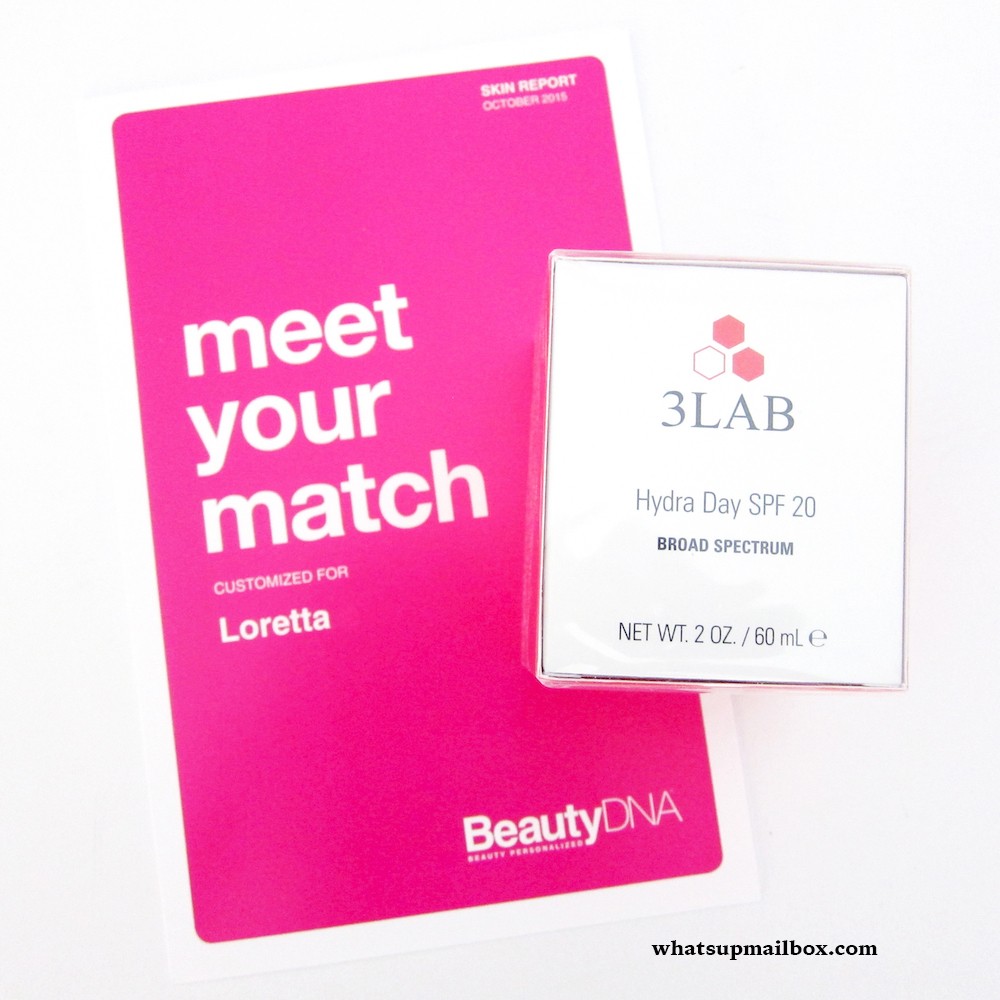 SKIN REPORT
OCTOBER 2015
meet
your
match
CUSTOMIZED FOR
Loretta
BeautyDNA
BEAUTY PERSONALIZED
3LAB
Hydra Day SPF 20
BROAD SPECTRUM
NET WT. 2 OZ. / 60 mL ℮
whatsupmailbox.com